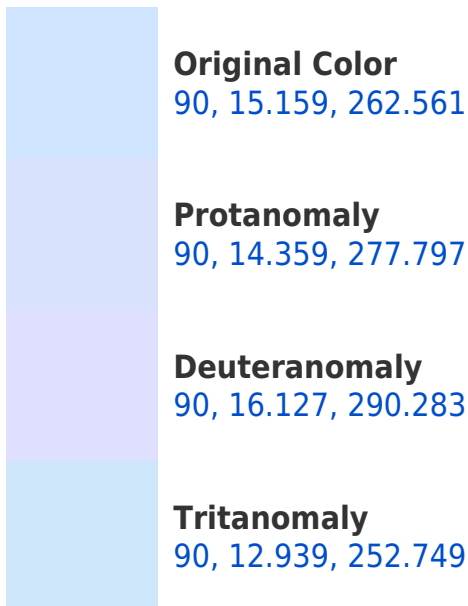 Original Color
90, 15.159, 262.561
Protanomaly
90, 14.359, 277.797
Deuteranomaly
90, 16.127, 290.283
Tritanomaly
90, 12.939, 252.749